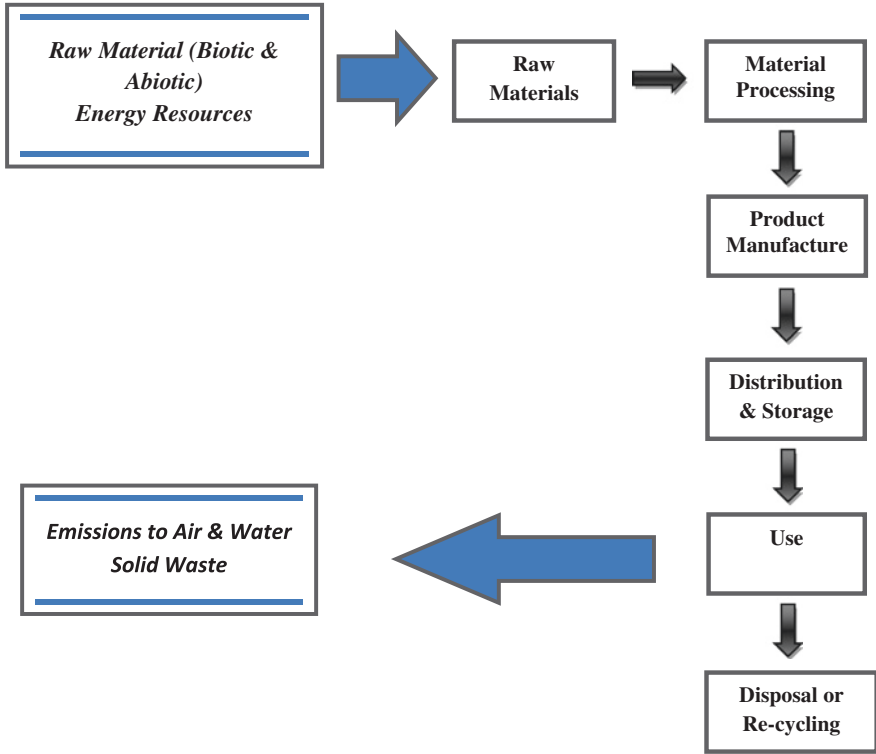 Raw Material (Biotic &
Abiotic)
Energy Resources
Raw
Materials
Material
Processing
Product
Manufacture
Distribution
& Storage
Emissions to Air & Water
Solid Waste
Use
Disposal or
Re-cycling